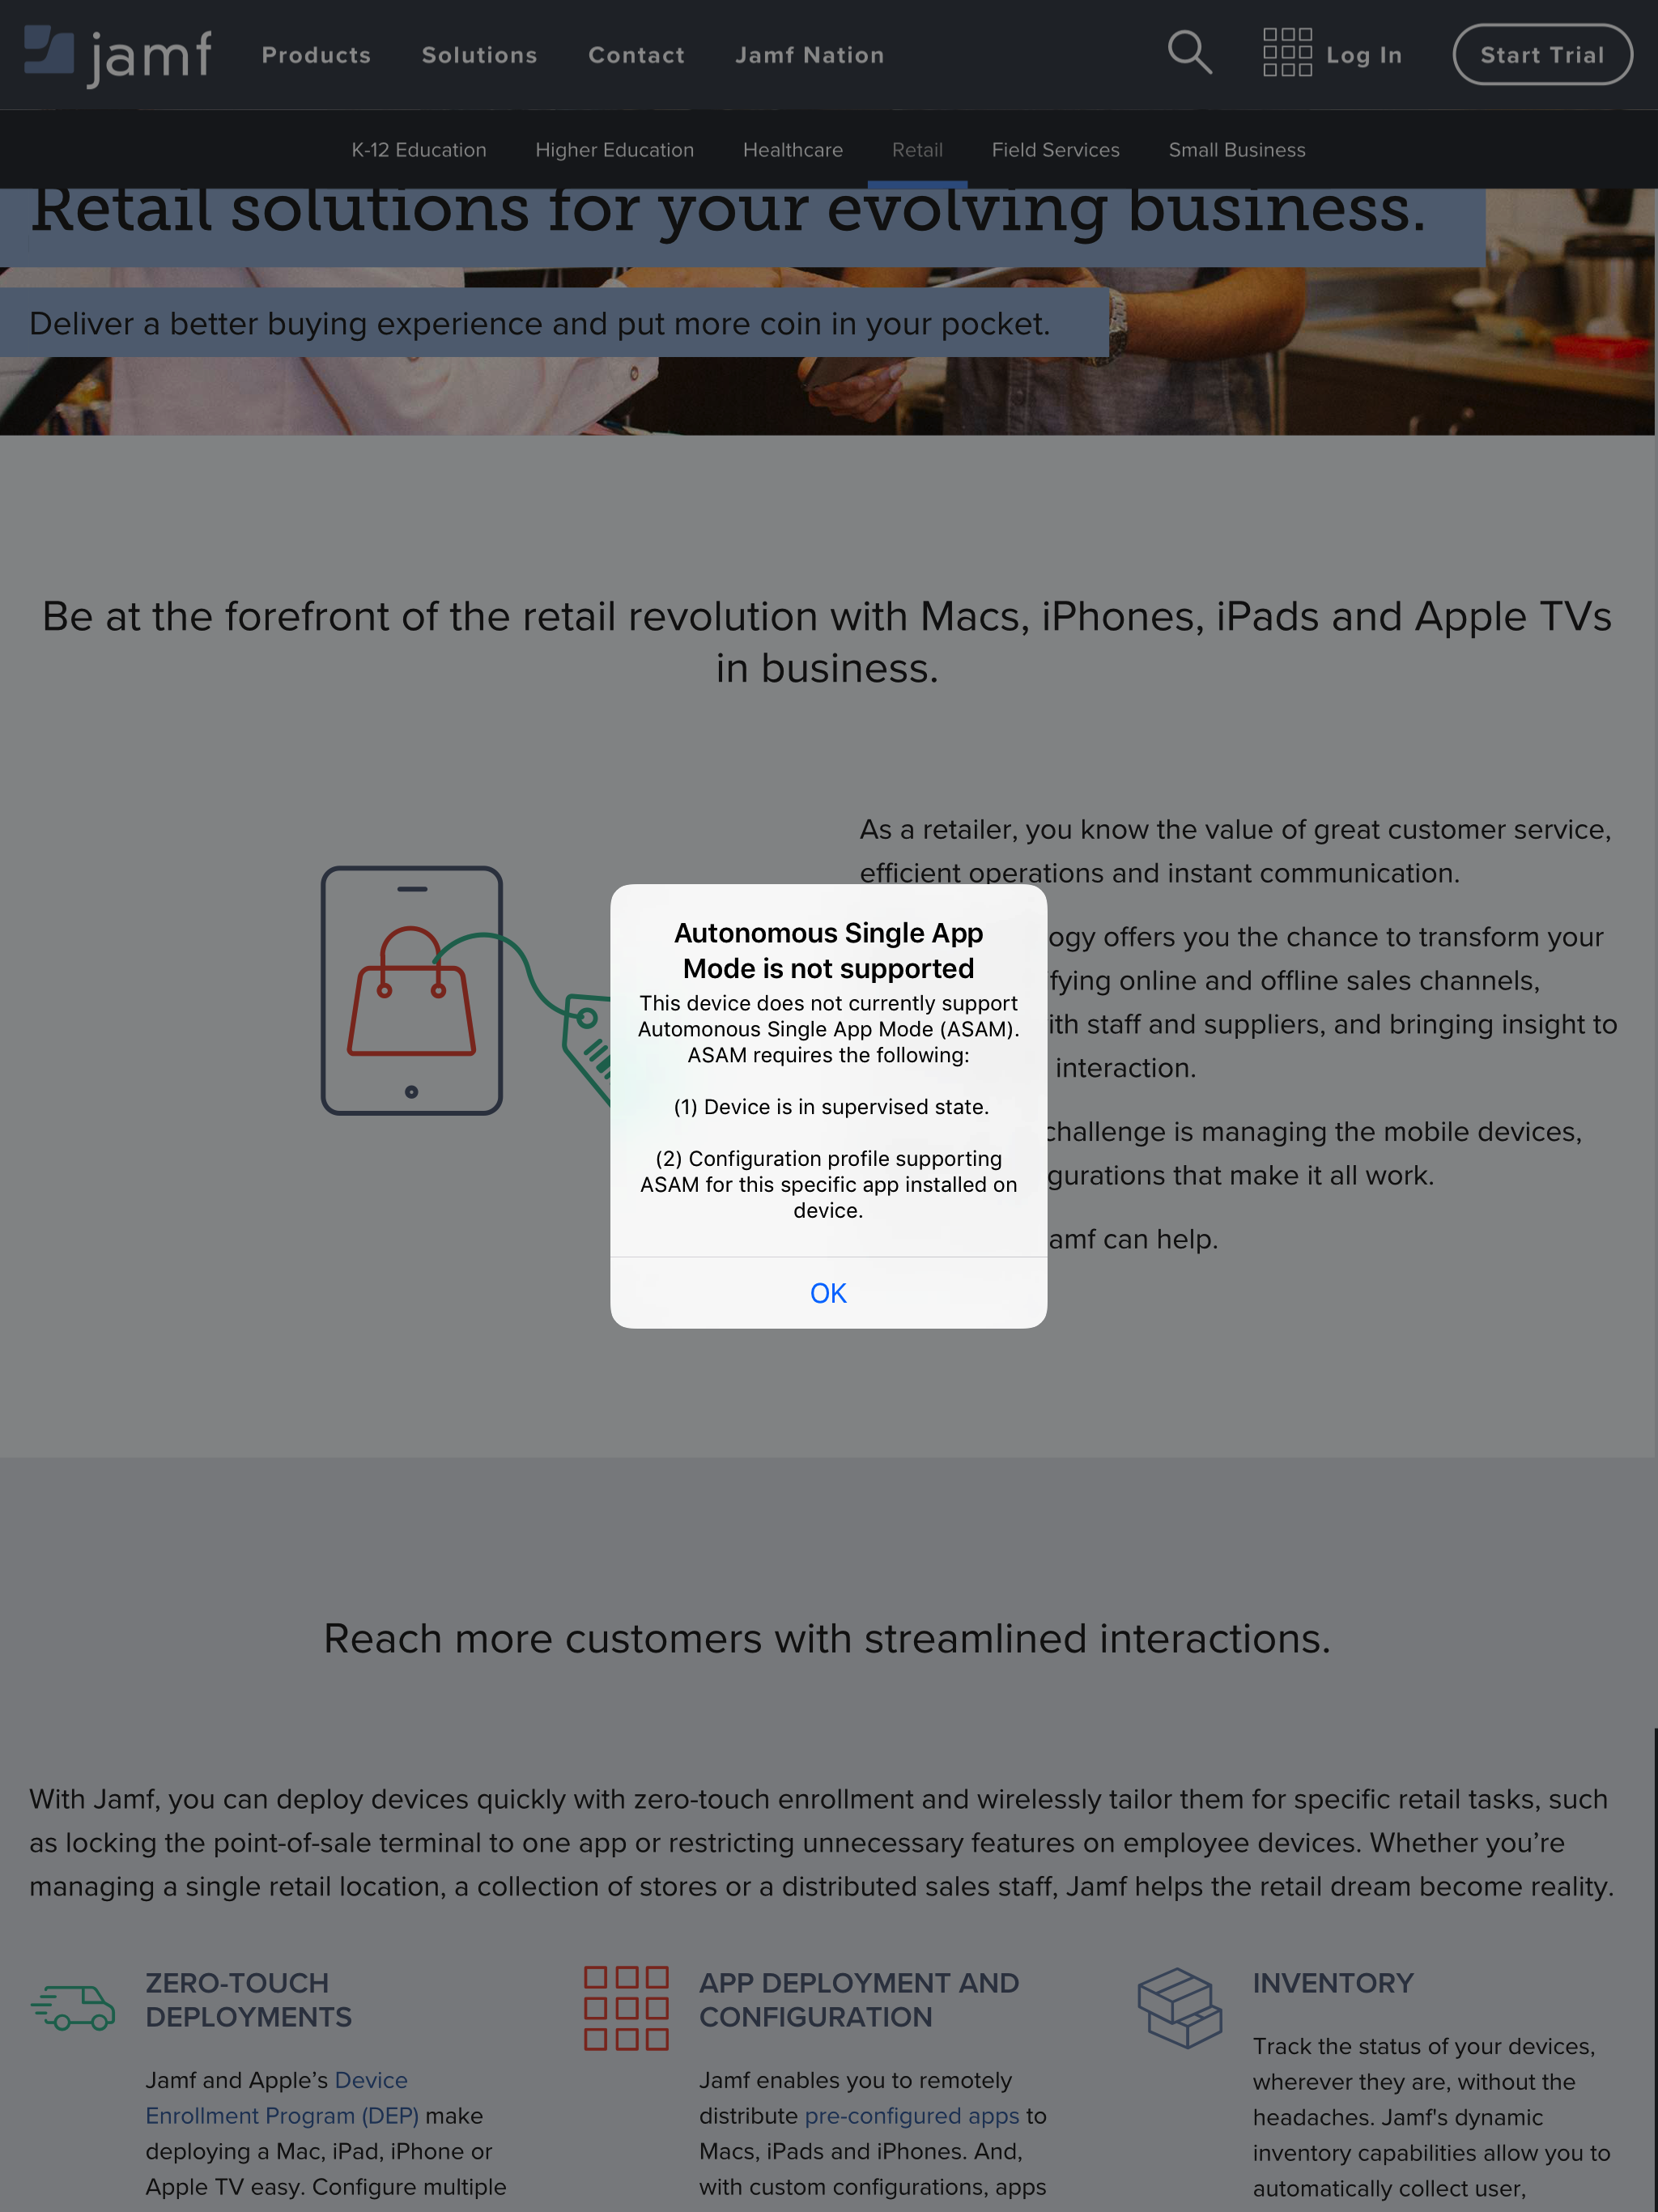 jamf
Products
Solutions
Contact
Jamf Nation
Log In
Start Trial
K-12 Education
Higher Education
Healthcare
Retail
Field Services
Small Business
Retail solutions for your evolving business.
Deliver a better buying experience and put more coin in your pocket.
Be at the forefront of the retail revolution with Macs, iPhones, iPads and Apple TVs
in business.
As a retailer, you know the value of great customer service,
efficient operations and instant communication.
ogy offers you the chance to transform your
fying online and offline sales channels,
ith staff and suppliers, and bringing insight to
interaction.
challenge is managing the mobile devices,
gurations that make it all work.
amf can help.
Autonomous Single App
Mode is not supported
This device does not currently support
Automonous Single App Mode (ASAM).
ASAM requires the following:
(1) Device is in supervised state.
(2) Configuration profile supporting
ASAM for this specific app installed on
device.
OK
Reach more customers with streamlined interactions.
With Jamf, you can deploy devices quickly with zero-touch enrollment and wirelessly tailor them for specific retail tasks, such
as locking the point-of-sale terminal to one app or restricting unnecessary features on employee devices. Whether you’re
managing a single retail location, a collection of stores or a distributed sales staff, Jamf helps the retail dream become reality.
ZERO-TOUCH
DEPLOYMENTS
Jamf and Apple’s Device
Enrollment Program (DEP) make
deploying a Mac, iPad, iPhone or
Apple TV easy. Configure multiple
APP DEPLOYMENT AND
CONFIGURATION
Jamf enables you to remotely
distribute pre-configured apps to
Macs, iPads and iPhones. And,
with custom configurations, apps
INVENTORY
Track the status of your devices,
wherever they are, without the
headaches. Jamf's dynamic
inventory capabilities allow you to
automatically collect user,